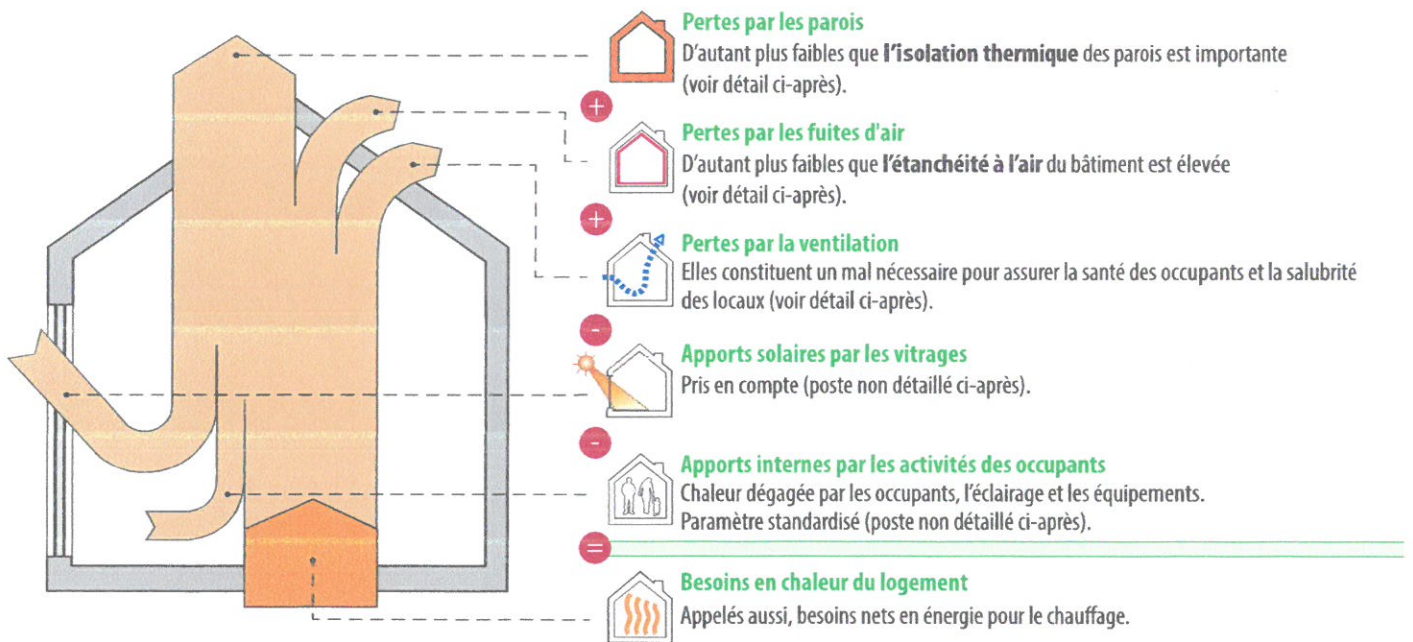 Pertes par les parois
D'autant plus faibles que l'isolation thermique des parois est importante
(voir détail ci-après).
+
Pertes par les fuites d'air
D'autant plus faibles que l'étanchéité à l'air du bâtiment est élevée
(voir détail ci-après).
+
Pertes par la ventilation
Elles constituent un mal nécessaire pour assurer la santé des occupants et la salubrité
des locaux (voir détail ci-après).
-
Apports solaires par les vitrages
Pris en compte (poste non détaillé ci-après).
-
Apports internes par les activités des occupants
Chaleur dégagée par les occupants, l'éclairage et les équipements.
Paramètre standardisé (poste non détaillé ci-après).
=
Besoins en chaleur du logement
Appelés aussi, besoins nets en énergie pour le chauffage.